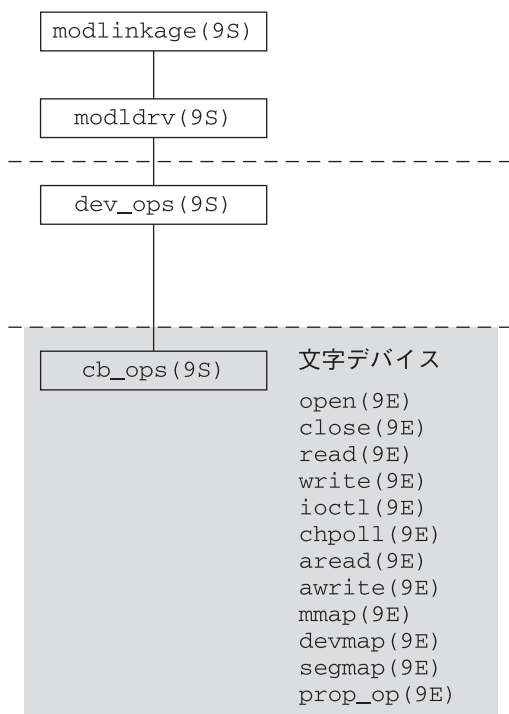 modlinkage(9S)
modldrv(9S)
dev_ops(9S)
cb_ops(9S)
文字デバイス
open(9E)
close(9E)
read(9E)
write(9E)
ioctl(9E)
chpoll(9E)
aread(9E)
awrite(9E)
mmap(9E)
devmap(9E)
segmap(9E)
prop_op(9E)